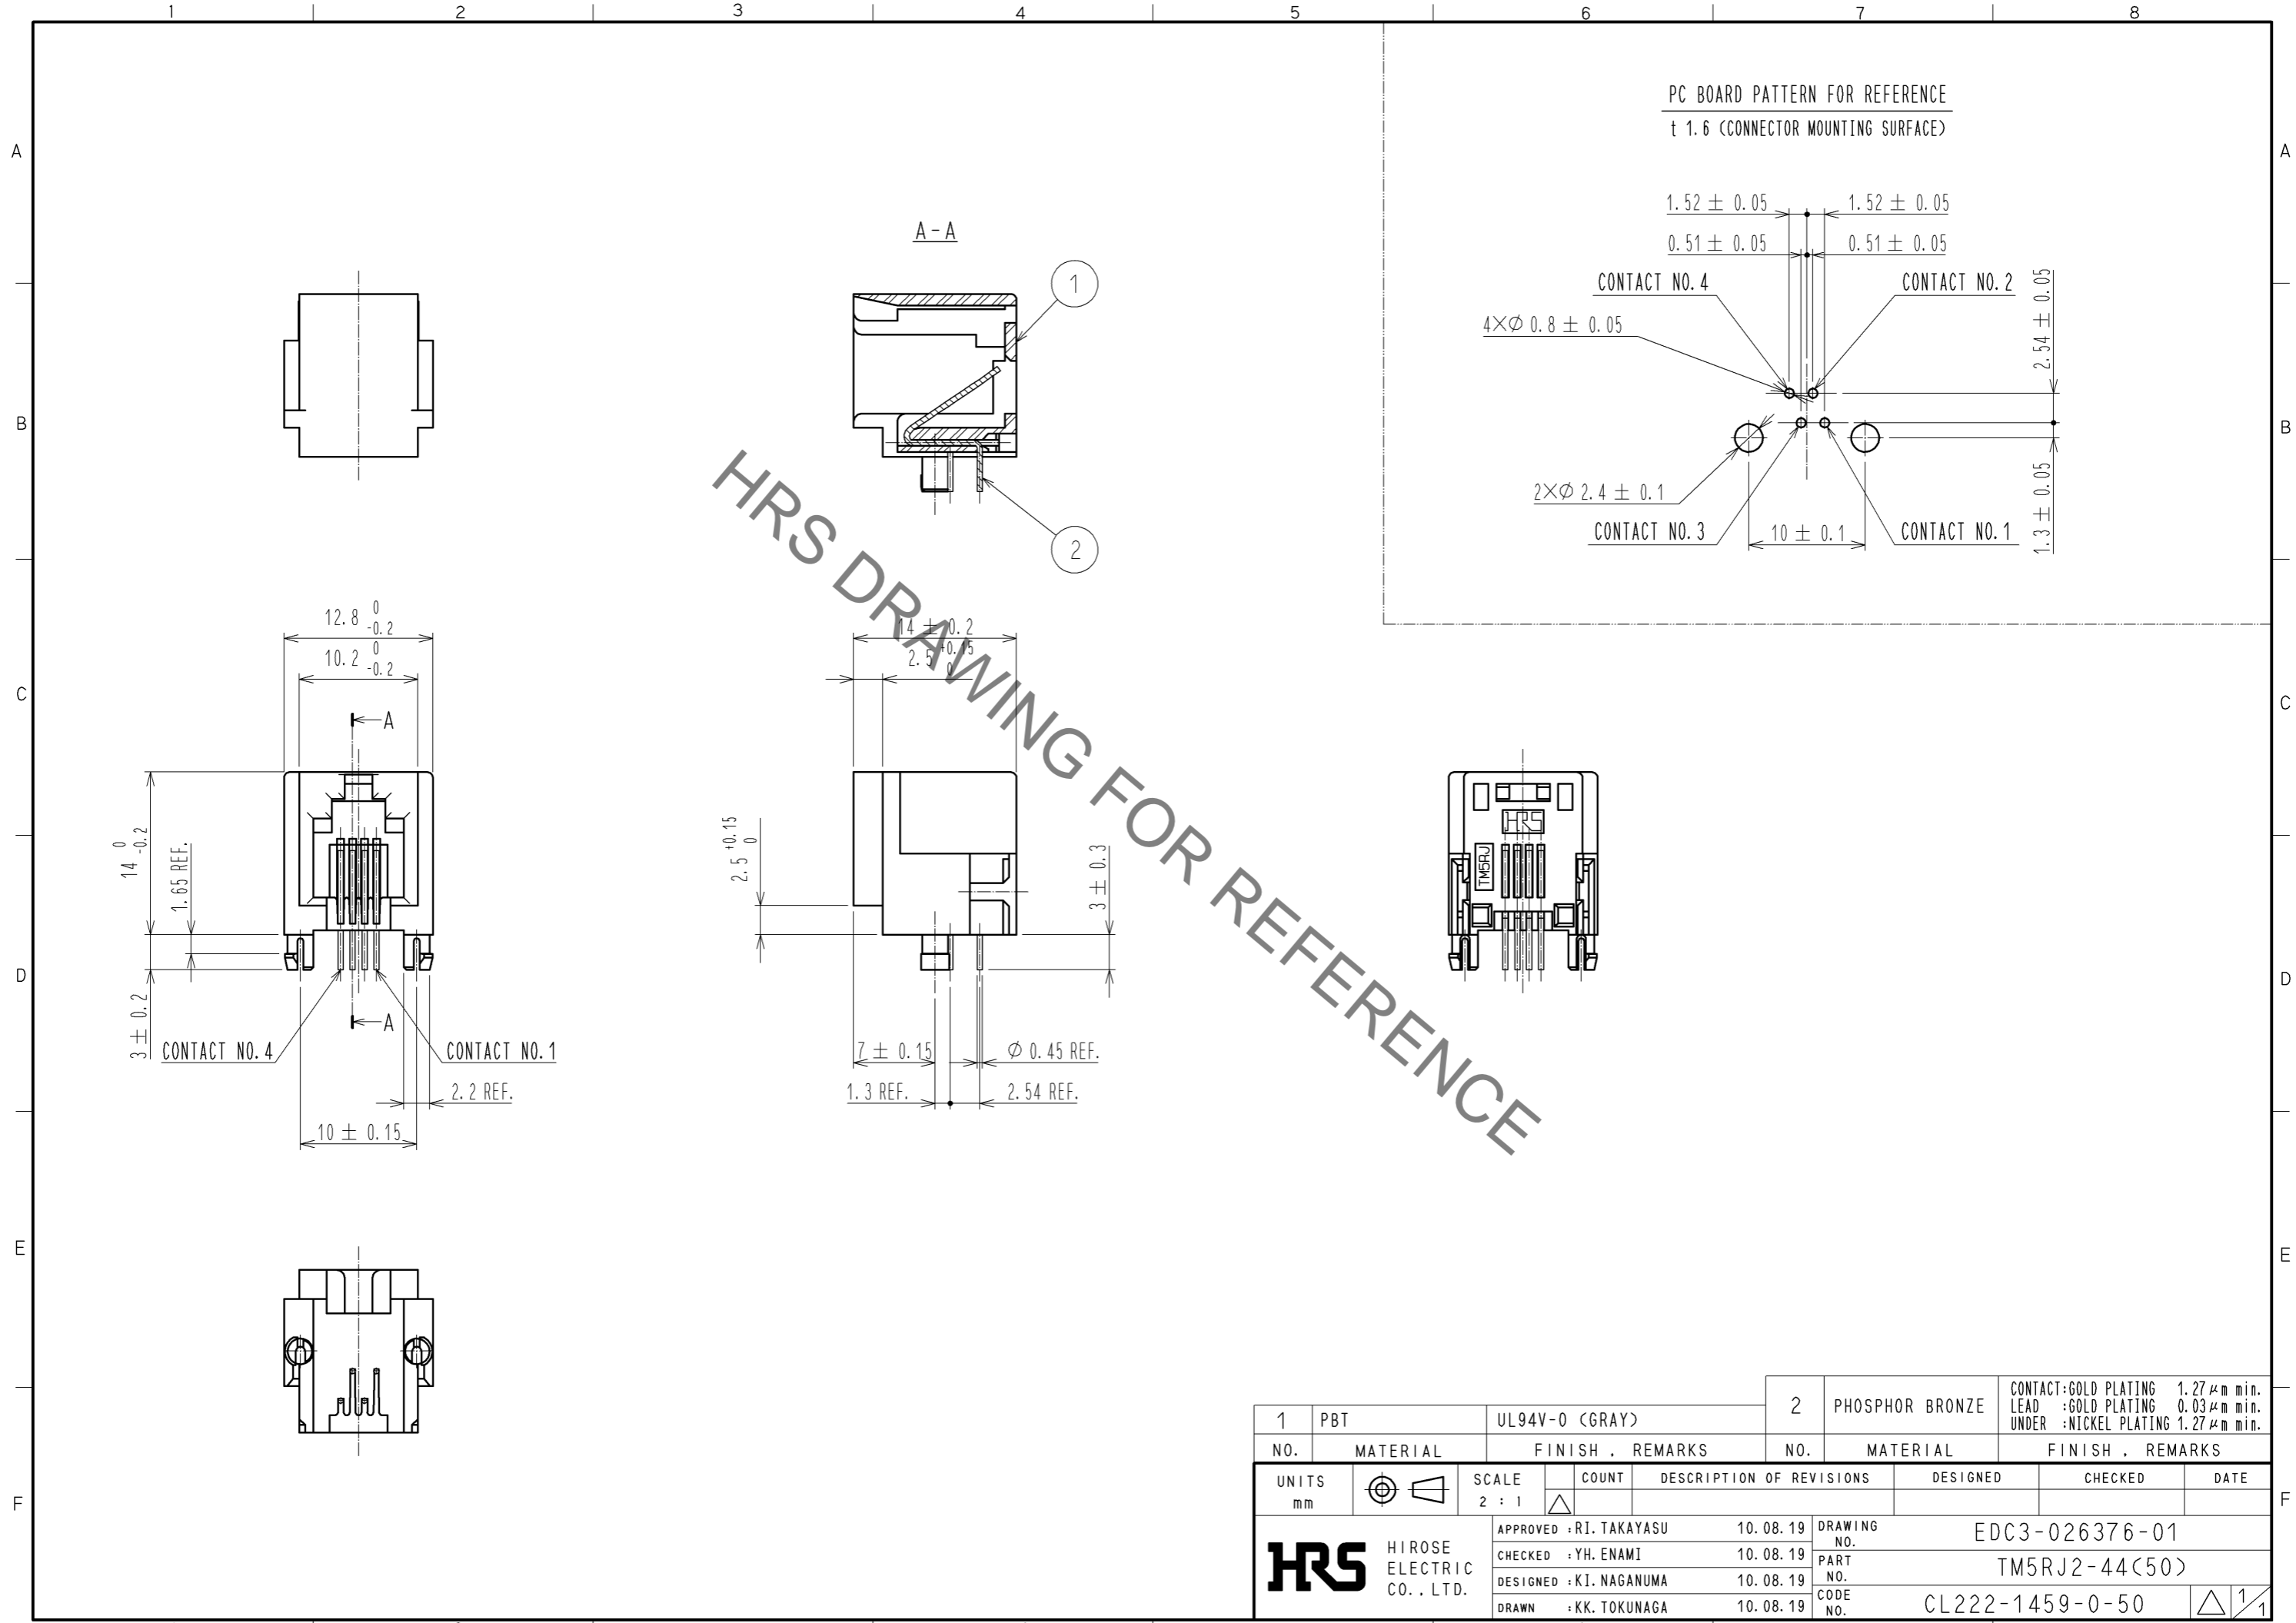 1 2 3 4 5 6 7 8
PC BOARD PATTERN FOR REFERENCE
t 1.6 (CONNECTOR MOUNTING SURFACE)
A A
1.52 ± 0.05 1.52 ± 0.05
A-A
0.51 ± 0.05 0.51 ± 0.05
CONTACT NO.4 CONTACT NO.2
2.54 ± 0.05
1
4×Ø 0.8 ± 0.05
B B
2×Ø 2.4 ± 0.1
1.3 ± 0.05
CONTACT NO.3 10 ± 0.1 CONTACT NO.1
2
HRS DRAWING FOR REFERENCE
12.8 0 -0.2
10.2 0 -0.2
14 ± 0.2
2.5 +0.15 0
C C
A
14 0 -0.2
1.65 REF.
2.5 +0.15 0
3 ± 0.3
HRS
TM5RJ
D D
3 ± 0.2
A
CONTACT NO.4 CONTACT NO.1
7 ± 0.15 Ø 0.45 REF.
2.2 REF.
1.3 REF. 2.54 REF.
10 ± 0.15
E E
1 PBT UL94V-0 (GRAY) 2 PHOSPHOR BRONZE
CONTACT:GOLD PLATING 1.27μm min.
LEAD :GOLD PLATING 0.03μm min.
UNDER :NICKEL PLATING 1.27μm min.
NO. MATERIAL FINISH , REMARKS NO. MATERIAL FINISH , REMARKS
F F
UNITS
mm
SCALE
2 : 1
COUNT DESCRIPTION OF REVISIONS DESIGNED CHECKED DATE
HRS
HIROSE
ELECTRIC
CO.,LTD.
APPROVED :RI.TAKAYASU 10.08.19
CHECKED :YH.ENAMI 10.08.19
DESIGNED :KI.NAGANUMA 10.08.19
DRAWN :KK.TOKUNAGA 10.08.19
DRAWING NO. EDC3-026376-01
PART NO. TM5RJ2-44(50)
CODE NO. CL222-1459-0-50
1/1